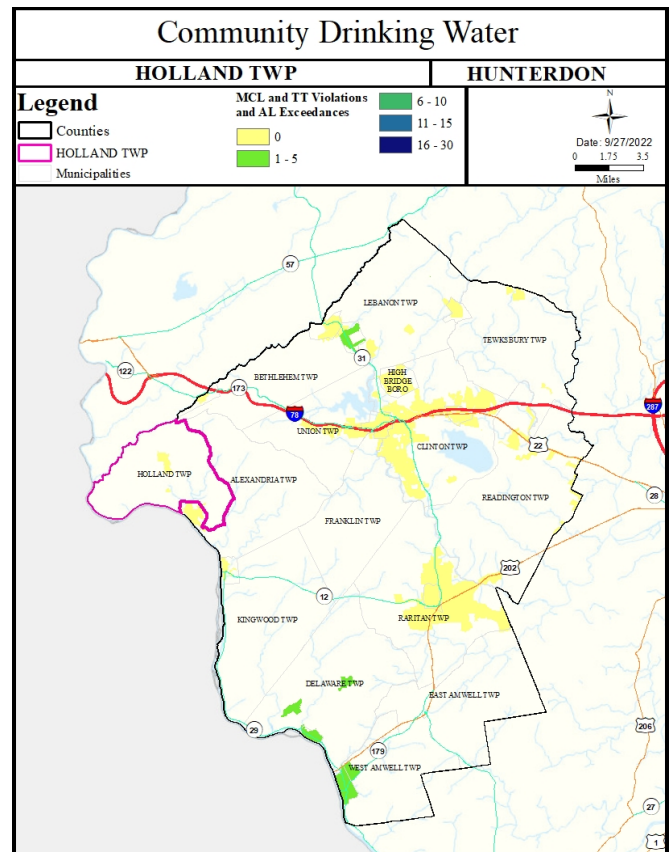 Community Drinking Water
HOLLAND TWP
HUNTERDON
Legend
Counties
HOLLAND TWP
Municipalities
MCL and TT Violations
and AL Exceedances
0
1 - 5
6 - 10
11 - 15
16 - 30
N
Date: 9/27/2022
0 1.75 3.5
Miles
57
LEBANON TWP
TEWKSBURY TWP
31
122
BETHLEHEM TWP
HIGH
BRIDGE
BORO
173
78
287
UNION TWP
CLINTON TWP
22
HOLLAND TWP
ALEXANDRIA TWP
READINGTON TWP
28
FRANKLIN TWP
202
12
KINGWOOD TWP
RARITAN TWP
DELAWARE TWP
EAST AMWELL TWP
29
206
179
WEST AMWELL TWP
27
1